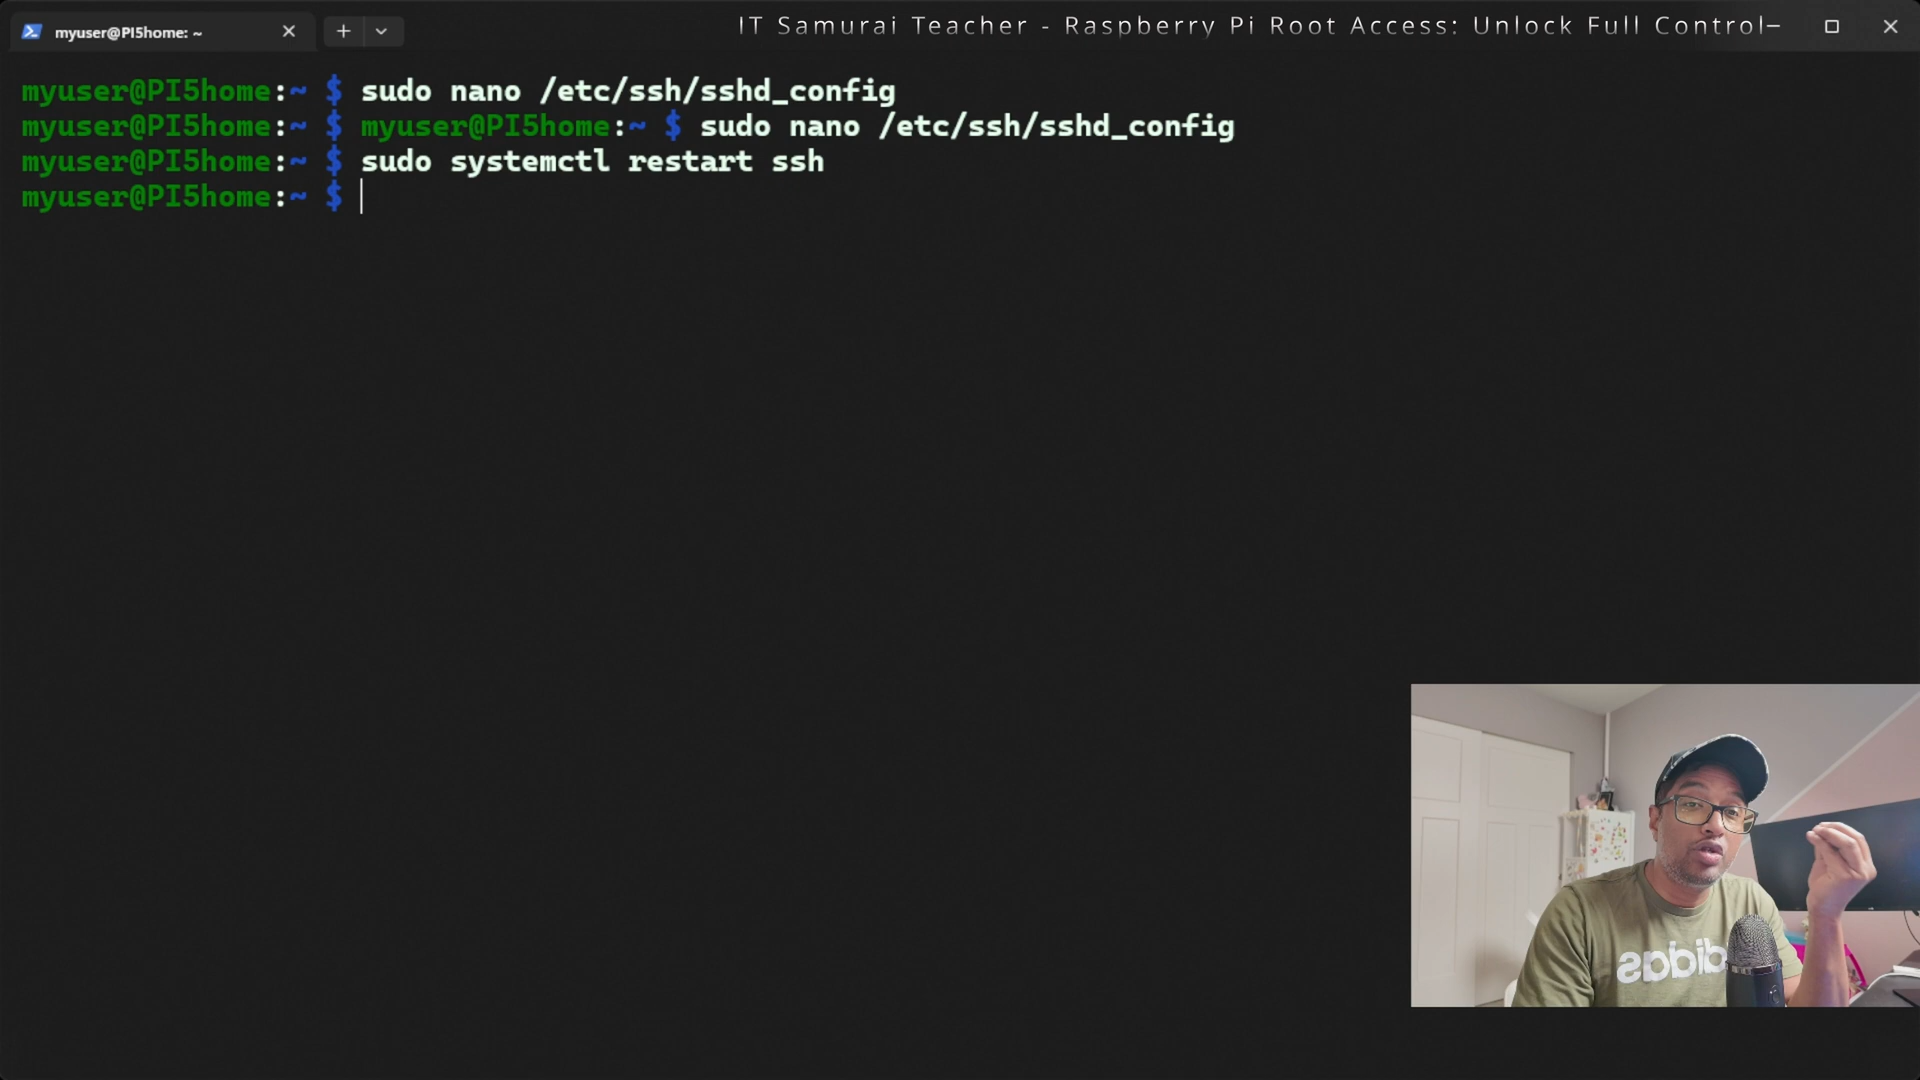 myuser@PI5home: ~
IT Samurai Teacher - Raspberry Pi Root Access: Unlock Full Control
myuser@PI5home:~ $ sudo nano /etc/ssh/sshd_config
myuser@PI5home:~ $ myuser@PI5home:~ $ sudo nano /etc/ssh/sshd_config
myuser@PI5home:~ $ sudo systemctl restart ssh
myuser@PI5home:~ $
adidas